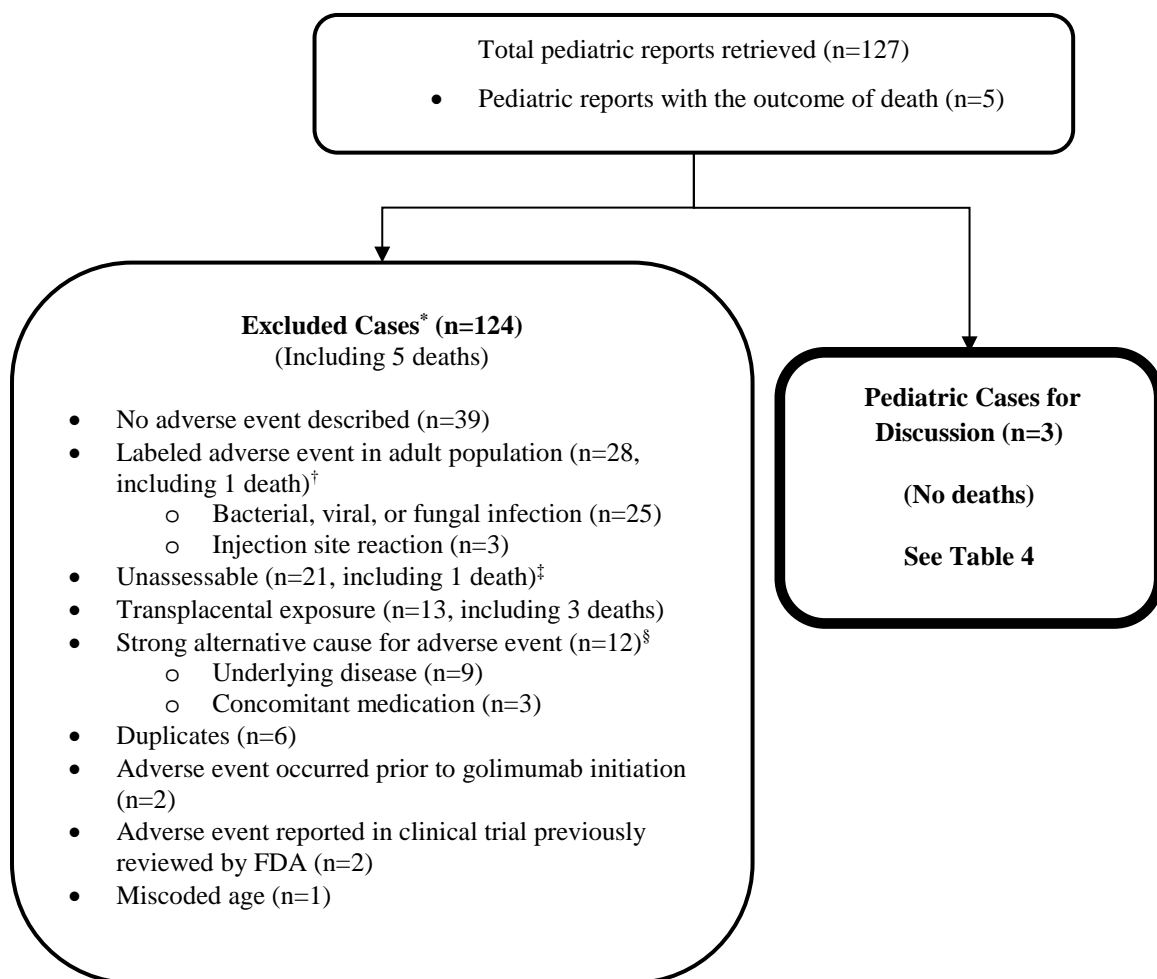 Total pediatric reports retrieved (n=127)
• Pediatric reports with the outcome of death (n=5)
Excluded Cases* (n=124)
(Including 5 deaths)
• No adverse event described (n=39)
• Labeled adverse event in adult population (n=28,
including 1 death)†
o Bacterial, viral, or fungal infection (n=25)
o Injection site reaction (n=3)
• Unassessable (n=21, including 1 death)‡
• Transplacental exposure (n=13, including 3 deaths)
• Strong alternative cause for adverse event (n=12)§
o Underlying disease (n=9)
o Concomitant medication (n=3)
• Duplicates (n=6)
• Adverse event occurred prior to golimumab initiation
(n=2)
• Adverse event reported in clinical trial previously
reviewed by FDA (n=2)
• Miscoded age (n=1)
Pediatric Cases for
Discussion (n=3)
(No deaths)
See Table 4